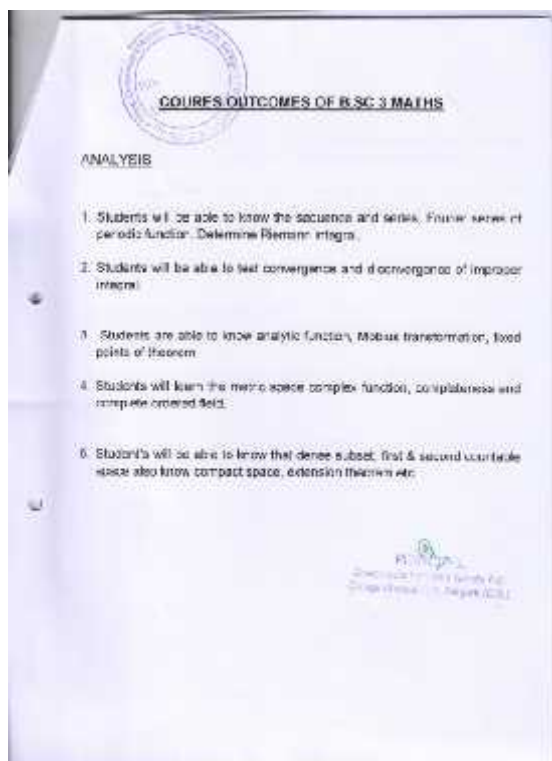 COURES OUTCOMES OF B.SC 3 MATHS
ANALYSIS
1. Students will be able to know the sequence and series, Fourier series of
periodic function. Determine Riemann integral.
2. Students will be able to test convergence and disconvergence of improper
integral
3. Students are able to know analytic function, Mobius transformation, fixed
points of theorem
4. Students will learn the metric space complex function, completeness and
complete ordered field.
5. Student's will be able to know that dense subset, first & second countable
space also know compact space, extension theorem etc